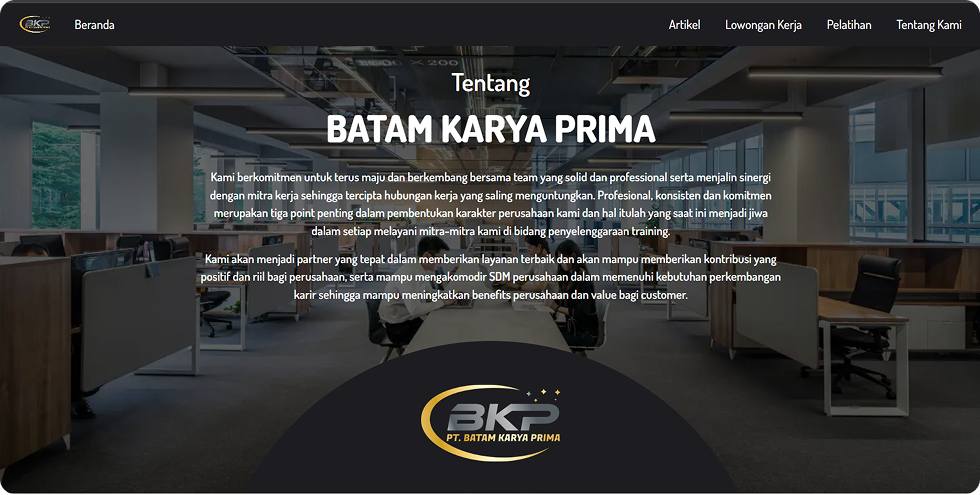 BKP
Beranda
Artikel
Lowongan Kerja
Pelatihan
Tentang Kami
Tentang
BATAM KARYA PRIMA
Kami berkomitmen untuk terus maju dan berkembang bersama team yang solid dan professional serta menjalin sinergi
dengan mitra kerja sehingga tercipta hubungan kerja yang saling menguntungkan. Profesional, konsisten dan komitmen
merupakan tiga point penting dalam pembentukan karakter perusahaan kami dan hal itulah yang saat ini menjadi jiwa
dalam setiap melayani mitra-mitra kami di bidang penyelenggaraan training.
Kami akan menjadi partner yang tepat dalam memberikan layanan terbaik dan akan mampu memberikan kontribusi yang
positif dan riil bagi perusahaan, serta mampu mengakomodir SDM perusahaan dalam memenuhi kebutuhan perkembangan
karir sehingga mampu meningkatkan benefits perusahaan dan value bagi customer.
BKP
PT. BATAM KARYA PRIMA